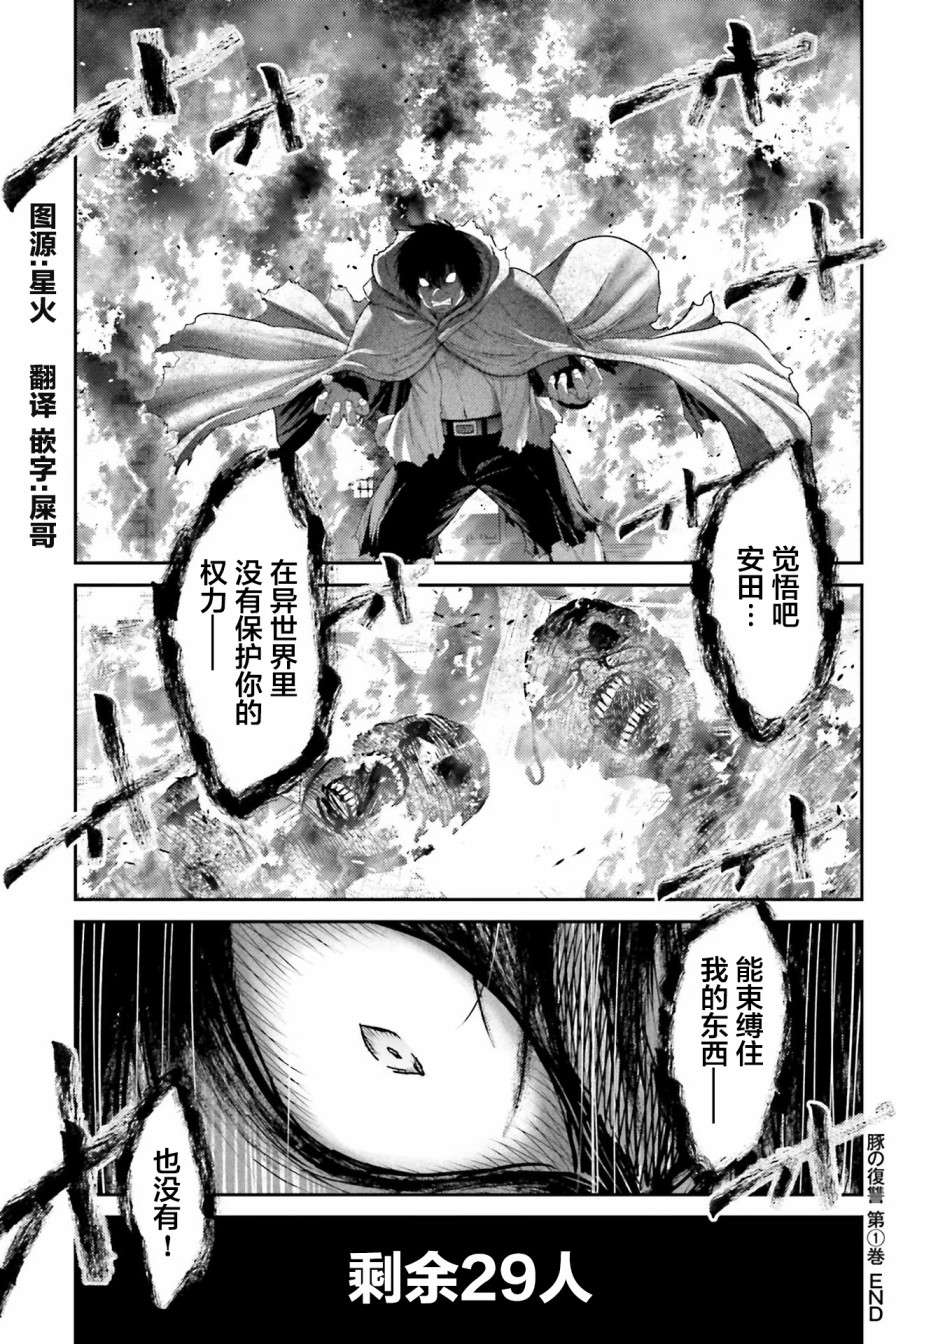 图源：星火
翻译 嵌字：屎哥
觉悟吧
安田…
在异世界里
没有保护你的
权力——
能束缚住
我的东西——
也没有！
豚の復讐 第①巻 END
剩余29人